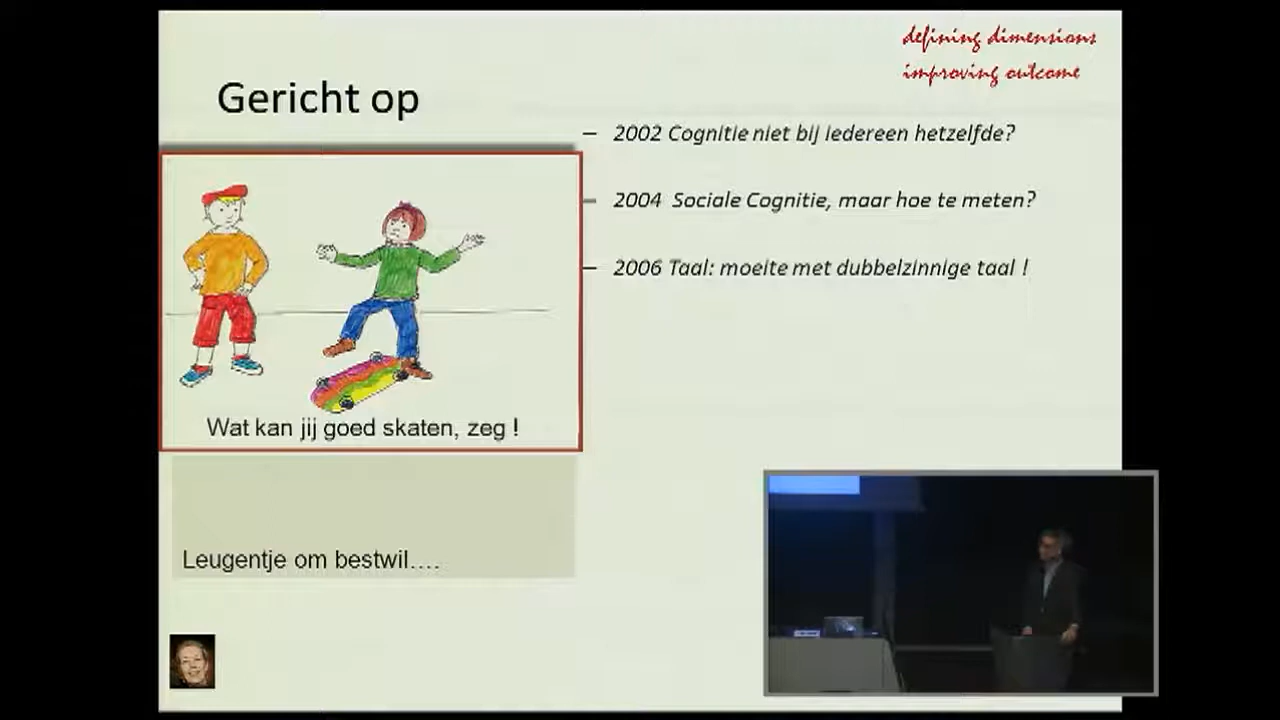 defining dimensions
improving outcome
Gericht op
– 2002 Cognitie niet bij iedereen hetzelfde?
– 2004 Sociale Cognitie, maar hoe te meten?
– 2006 Taal: moeite met dubbelzinnige taal !
Wat kan jij goed skaten, zeg !
Leugentje om bestwil....